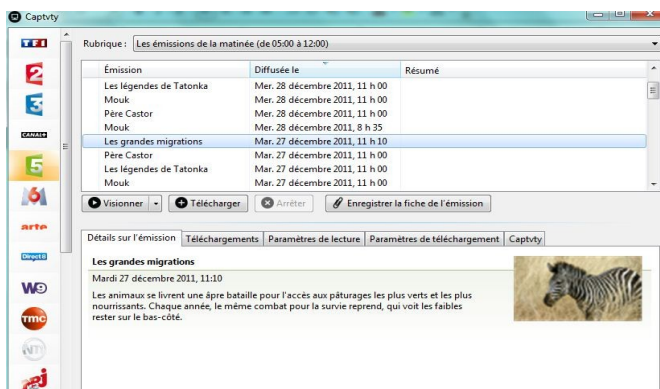 Captvty
TF1
Rubrique : Les émissions de la matinée (de 05:00 à 12:00)
2
Émission Diffusée le Résumé
Les légendes de Tatonka Mer. 28 décembre 2011, 11 h 00
Mouk Mer. 28 décembre 2011, 11 h 00
3
Père Castor Mer. 28 décembre 2011, 11 h 00
Mouk Mer. 28 décembre 2011, 8 h 35
CANAL+
Les grandes migrations Mar. 27 décembre 2011, 11 h 10
Père Castor Mar. 27 décembre 2011, 11 h 00
5
Les légendes de Tatonka Mar. 27 décembre 2011, 11 h 00
Mouk Mar. 27 décembre 2011, 11 h 00
M6
Visionner Télécharger Arrêter Enregistrer la fiche de l'émission
arte
Détails sur l'émission Téléchargements Paramètres de lecture Paramètres de téléchargement Captvty
Direct 8
Les grandes migrations
Mardi 27 décembre 2011, 11:10
W9
Les animaux se livrent une âpre bataille pour l'accès aux pâturages les plus verts et les plus
nourrissants. Chaque année, le même combat pour la survie reprend, qui voit les faibles
rester sur le bas-côté.
TMC
NT1
NRJ